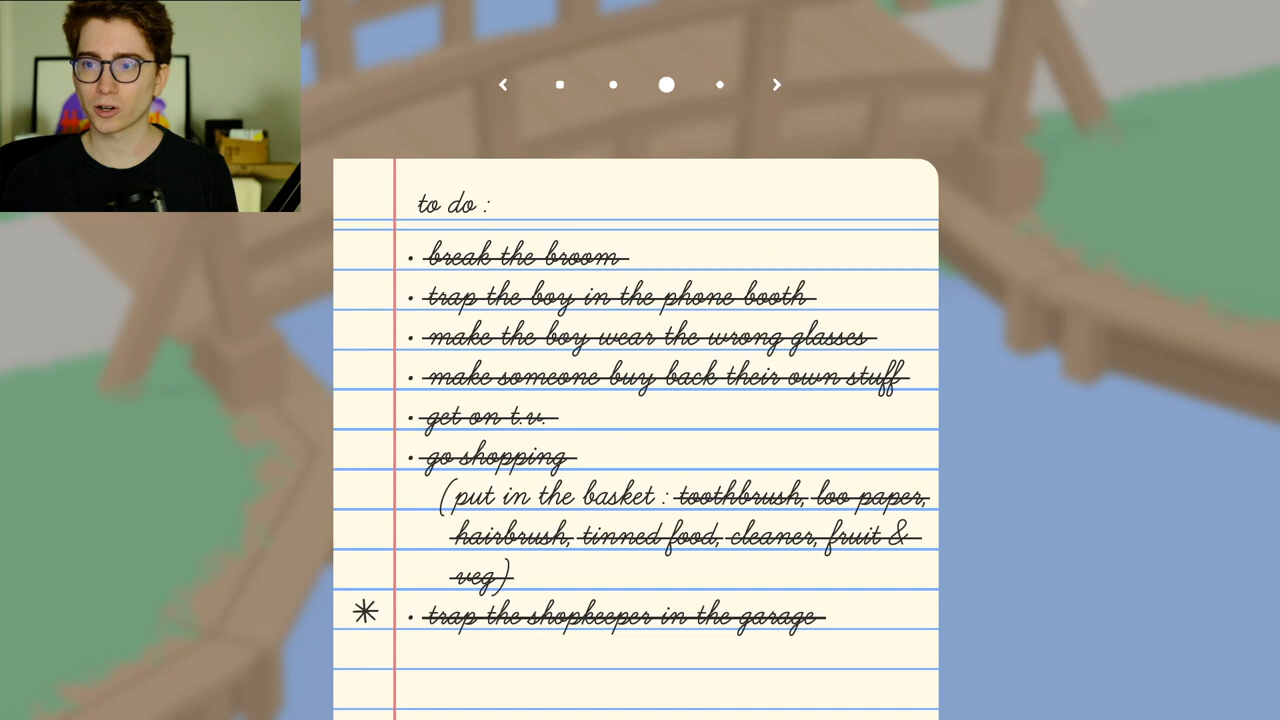 to do :
• break the broom
• trap the boy in the phone booth
• make the boy wear the wrong glasses
• make someone buy back their own stuff
• get on t.v.
• go shopping
(put in the basket : toothbrush, loo paper,
hairbrush, tinned food, cleaner, fruit &
veg)
• trap the shopkeeper in the garage